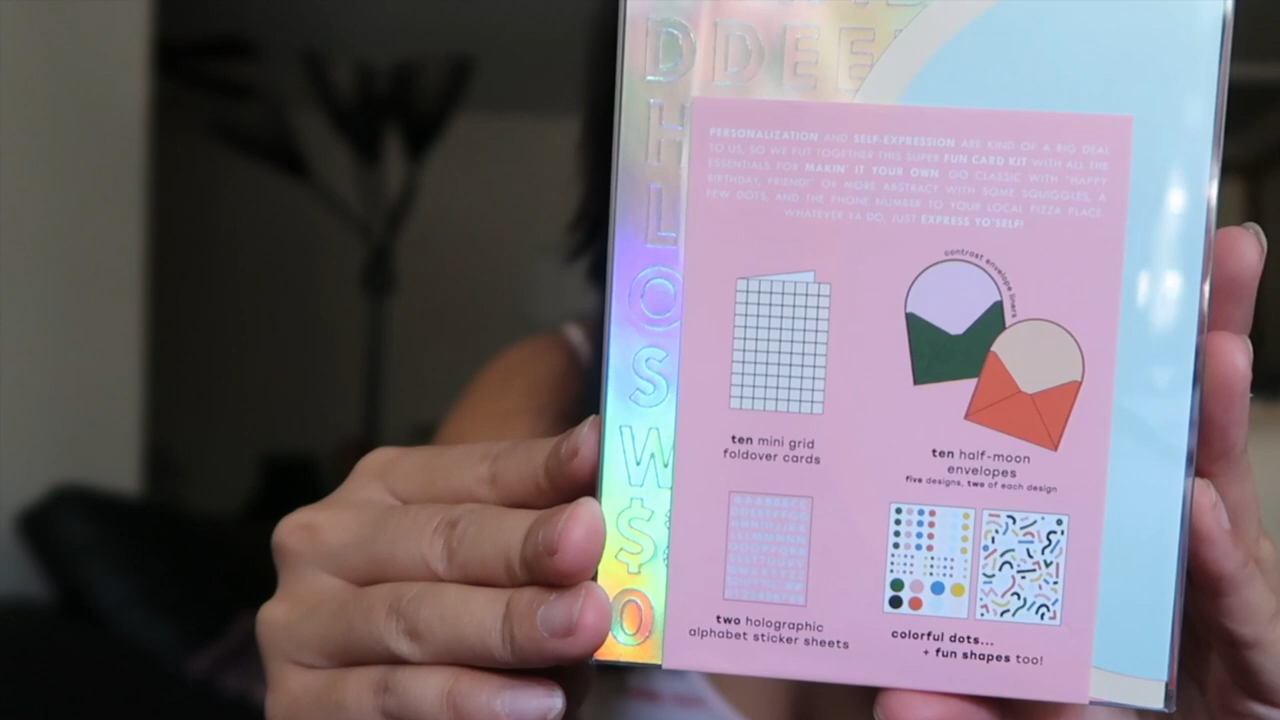 D DEE
H
L
O
S
W
$
O
PERSONALIZATION AND SELF-EXPRESSION ARE KIND OF A BIG DEAL
TO US, SO WE PUT TOGETHER THIS SUPER FUN CARD KIT WITH ALL THE
ESSENTIALS FOR MAKIN' IT YOUR OWN. GO CLASSIC WITH "HAPPY
BIRTHDAY, FRIEND!" OR MORE ABSTRACT WITH SOME SQUIGGLES, A
FEW DOTS, AND THE PHONE NUMBER TO YOUR LOCAL PIZZA PLACE.
WHATEVER YA DO, JUST EXPRESS YO'SELF!
contrast envelope liners
ten mini grid
foldover cards
ten half-moon
envelopes
five designs, two of each design
two holographic
alphabet sticker sheets
colorful dots...
+ fun shapes too!